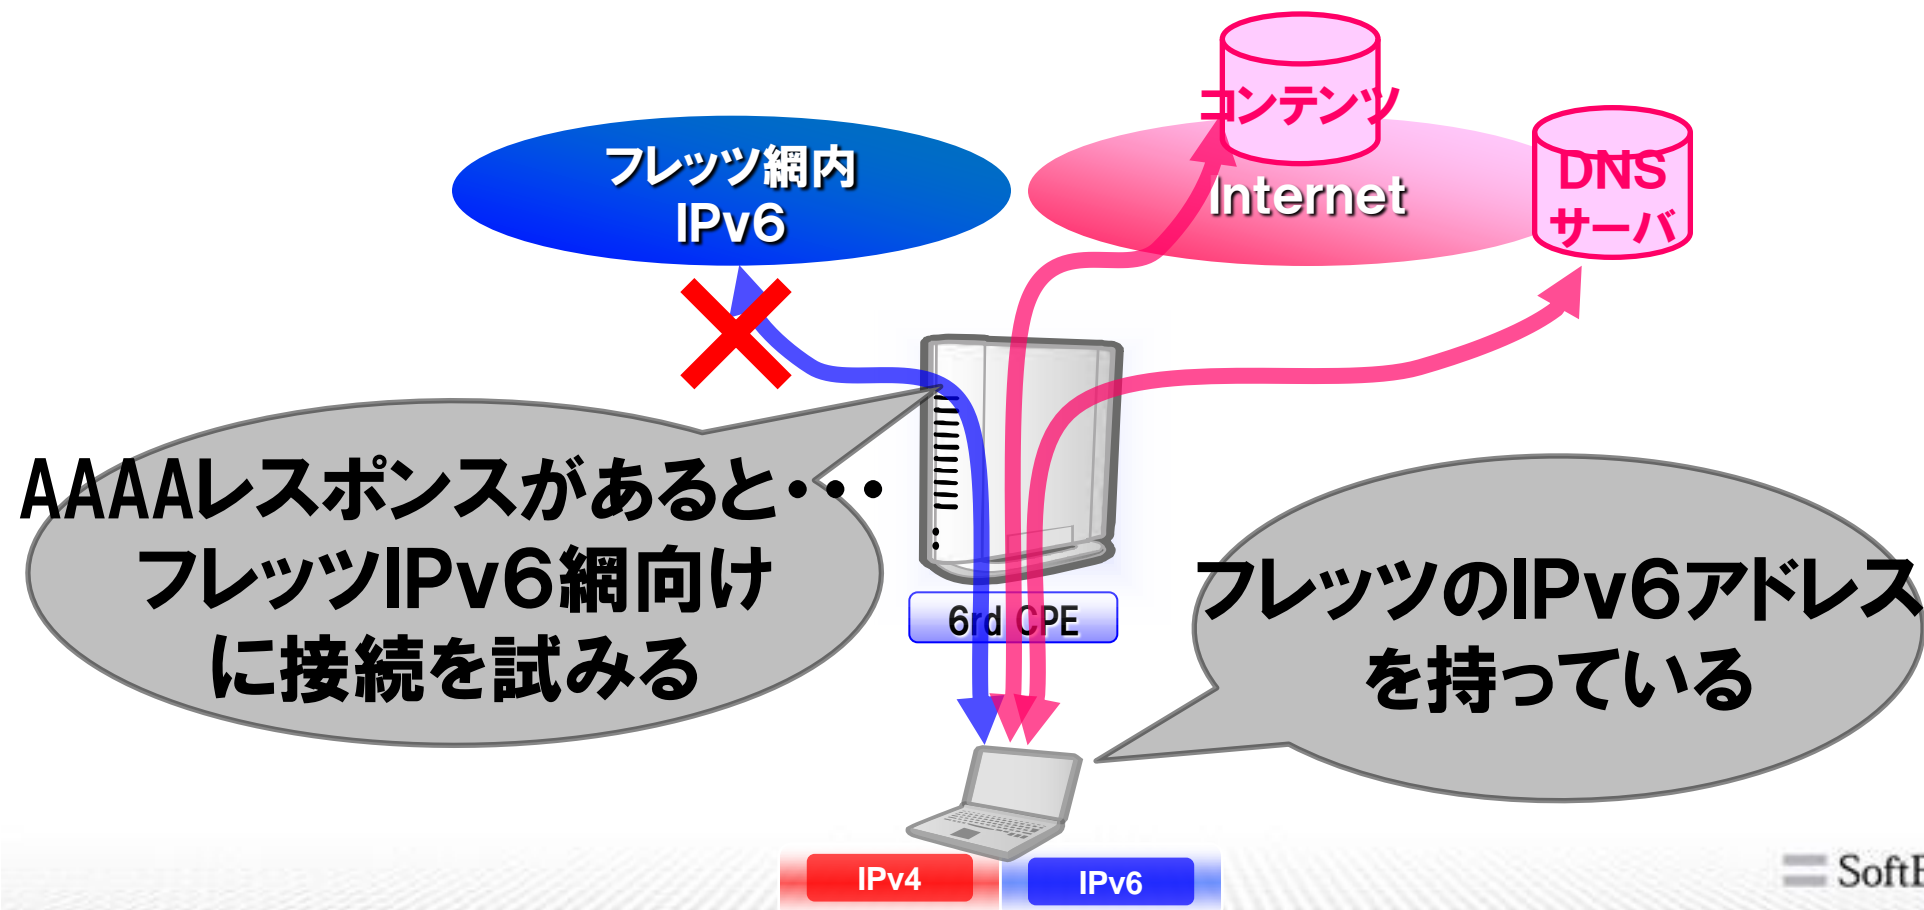 コンテンツ
フレッツ網内
IPv6
Internet
DNS
サーバ
AAAAレスポンスがあると・・・
フレッツIPv6網向け
に接続を試みる
フレッツのIPv6アドレス
を持っている
6rd CPE
IPv4
IPv6